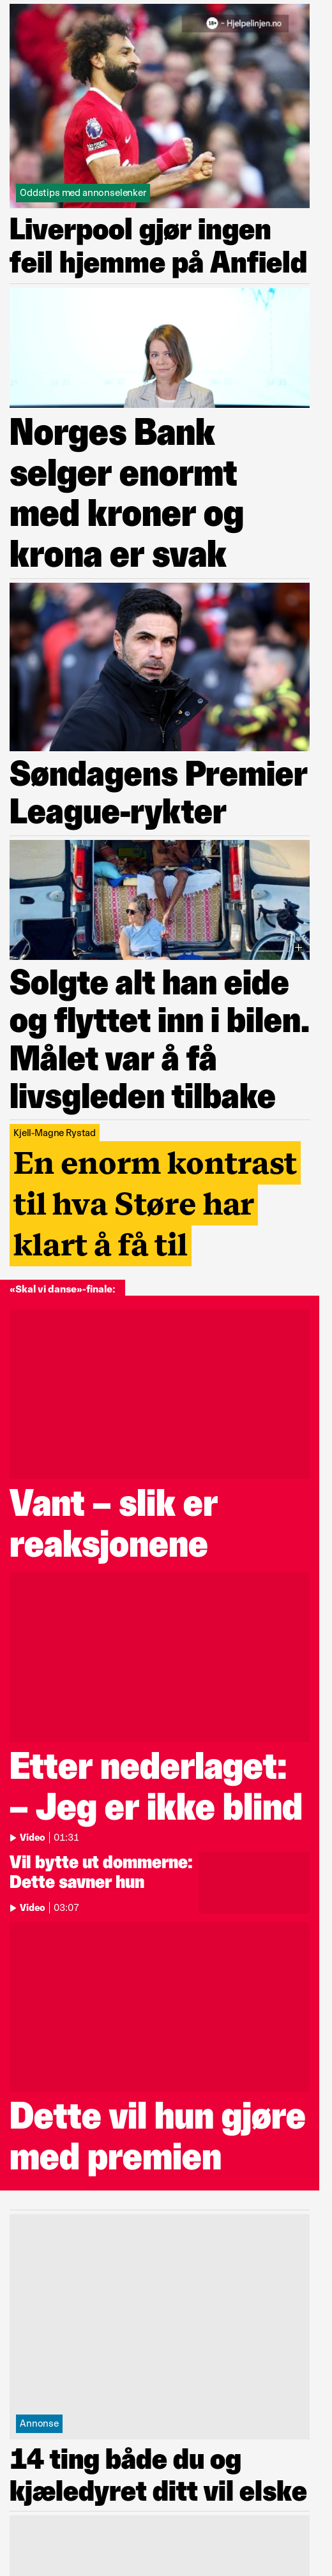 18+ - Hjelpelinjen.no
Oddstips med annonselenker
Liverpool gjør ingen
feil hjemme på Anfield
Norges Bank
selger enormt
med kroner og
krona er svak
Søndagens Premier
League-rykter
Solgte alt han eide
og flyttet inn i bilen.
Målet var å få
livsgleden tilbake
Kjell-Magne Rystad
En enorm kontrast
til hva Støre har
klart å få til
«Skal vi danse»-finale:
Vant – slik er
reaksjonene
Etter nederlaget:
– Jeg er ikke blind
Video | 01:31
Vil bytte ut dommerne:
Dette savner hun
Video | 03:07
Dette vil hun gjøre
med premien
Annonse
14 ting både du og
kjæledyret ditt vil elske